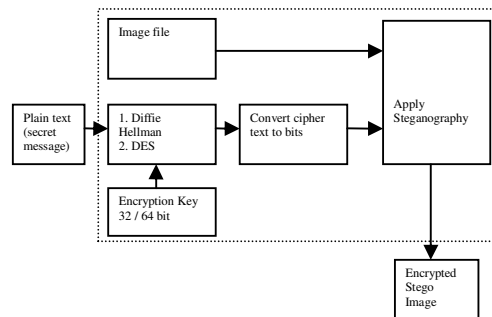 Image file
Plain text
(secret
message)
1. Diffie
Hellman
2. DES
Convert cipher
text to bits
Apply
Steganography
Encryption Key
32 / 64 bit
Encrypted
Stego
Image